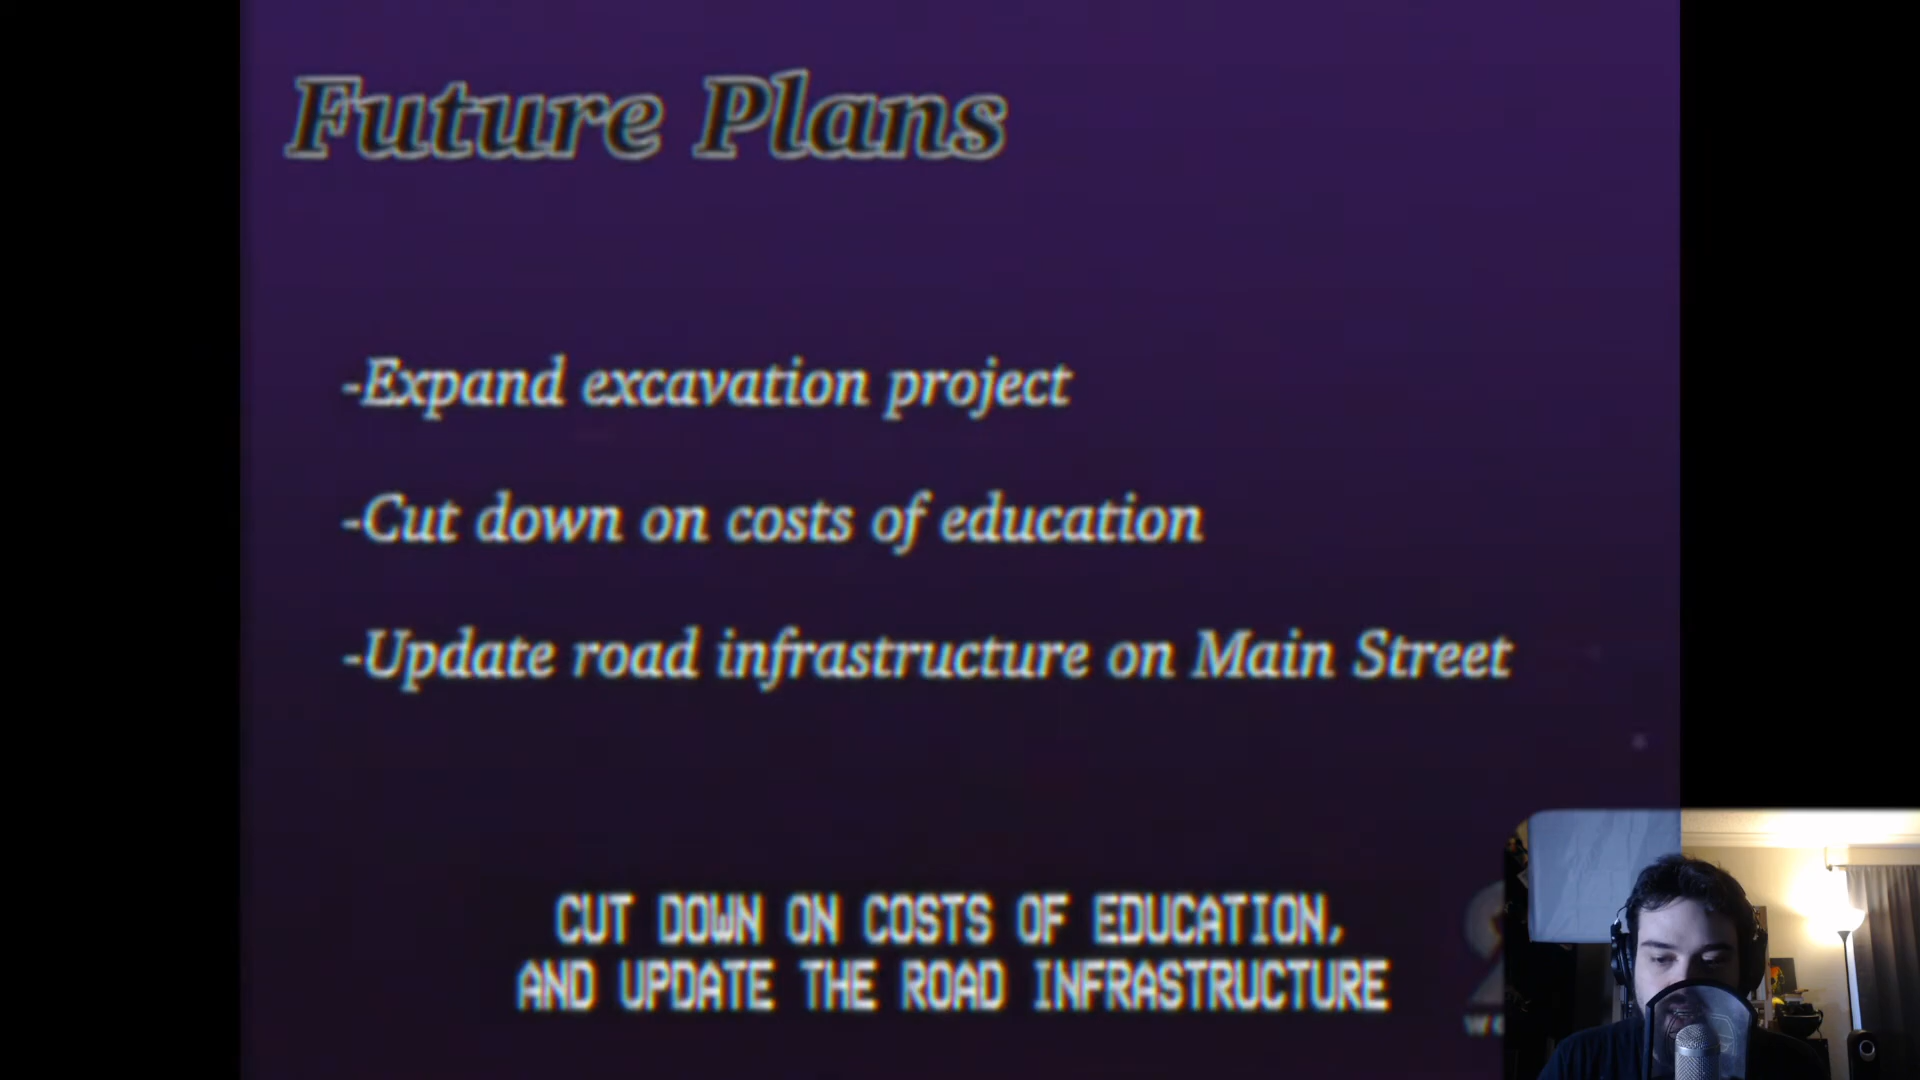 Future Plans
-Expand excavation project
-Cut down on costs of education
-Update road infrastructure on Main Street
CUT DOWN ON COSTS OF EDUCATION,
AND UPDATE THE ROAD INFRASTRUCTURE